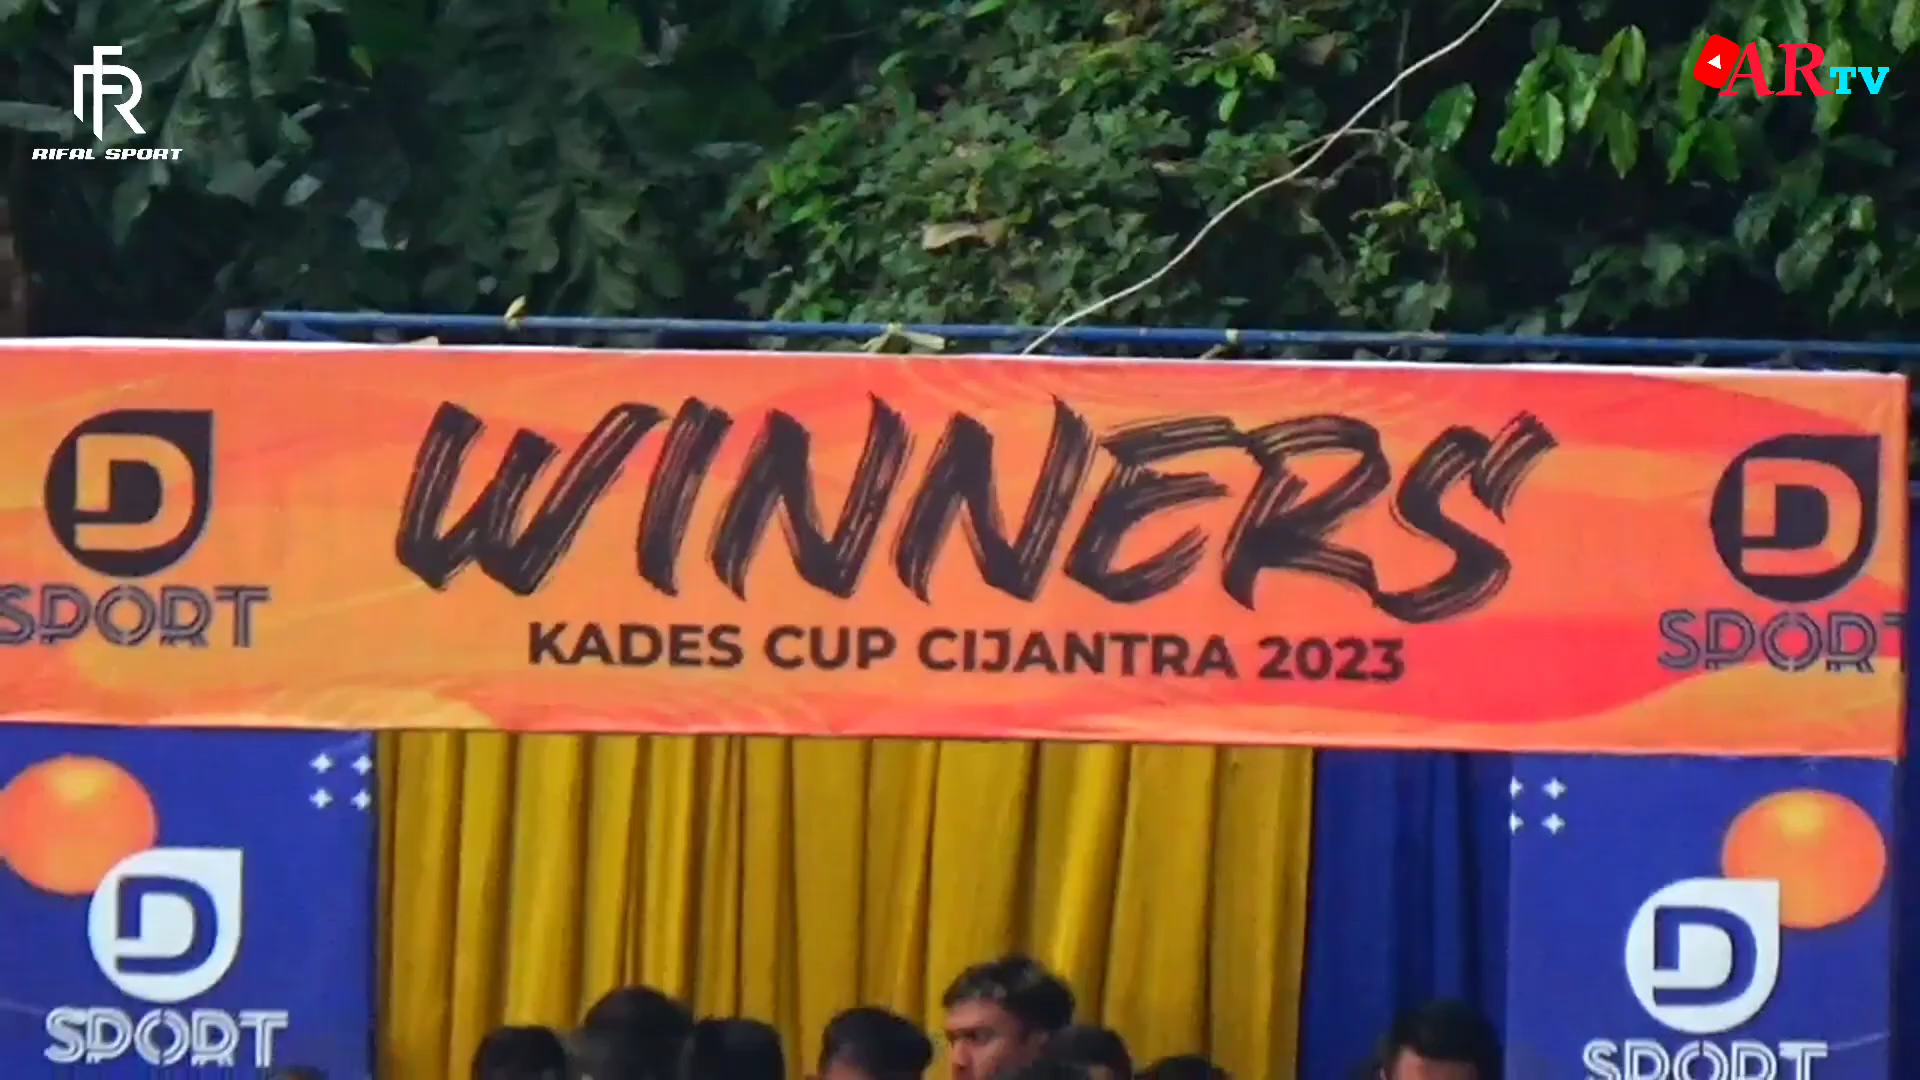 RIFAL SPORT
ARTV
WINNERS
KADES CUP CIJANTRA 2023
D
SPORT
D
SPORT
D
SPORT
D
SPORT